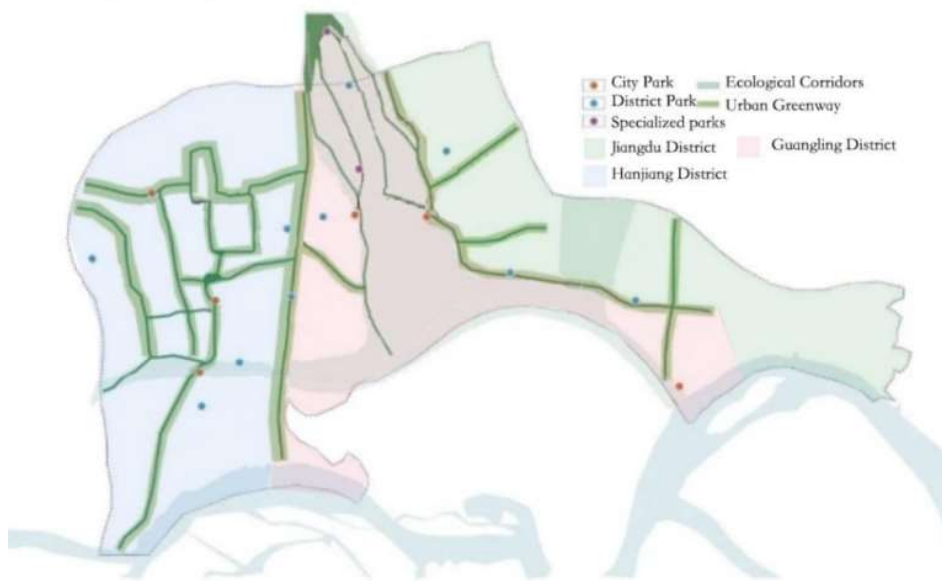 City Park
Ecological Corridors
District Park
Urban Greenway
Specialized parks
Jiangdu District
Guangling District
Hanjiang District